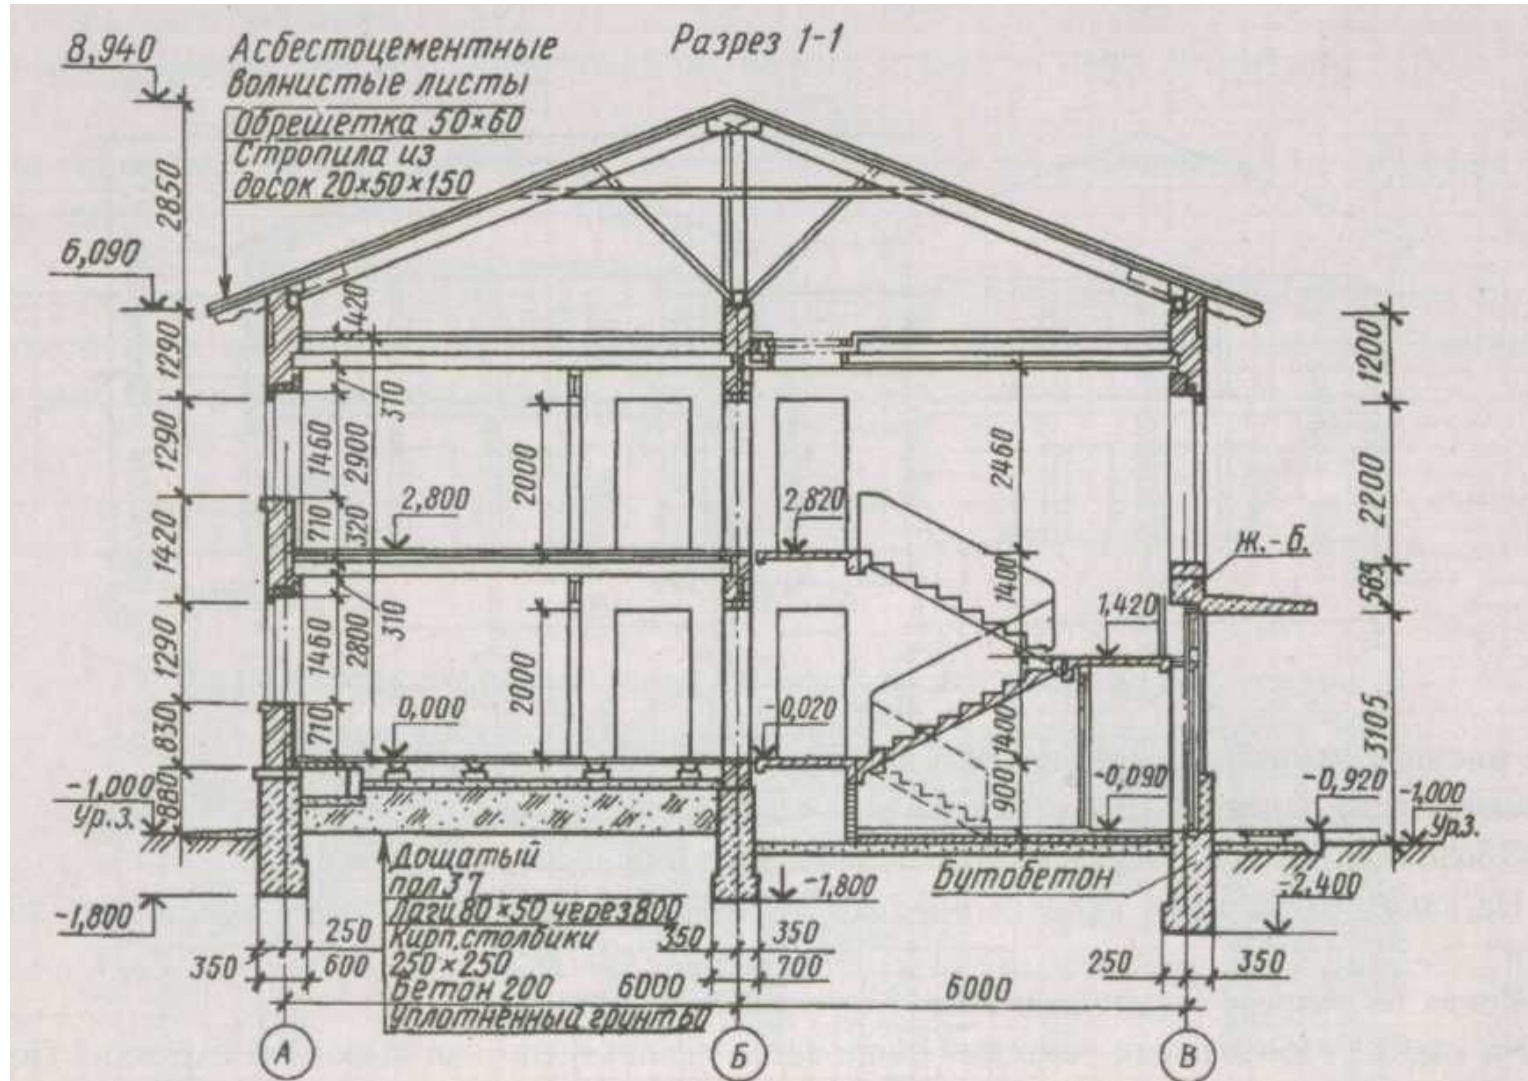 Разрез 1-1
8,940
Асбестоцементные
волнистые листы
Обрешетка 50×60
Стропила из
досок 20×50×150
2850
6,090
420
1290
1200
310
1460
2900
2000
2460
1290
2200
2,800
2,820
710
320
1420
Ж.-б.
585
1400
310
1,420
1290
1460
2800
2000
0,000
-0,020
830
710
1400
3105
-0,090
-0,920
-1,000
Ур.з.
880
900
-1,000
Ур.з.
Дощатый
пол 37
Лаги 80×50 через 800
Кирп. столбики
250×250
Бетон 200
Уплотненный грунт 60
-1,800
Бутобетон
-1,800
-2,400
250
350
350
250
350
350
600
700
6000
6000
А
Б
В